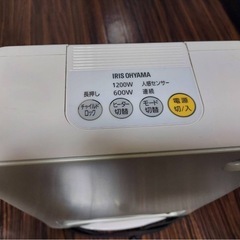 IRIS OHYAMA
1200W 人感センサー
長押し 600W 連続
チャイルドロック
ヒーター切替
モード切替
電源 切/入